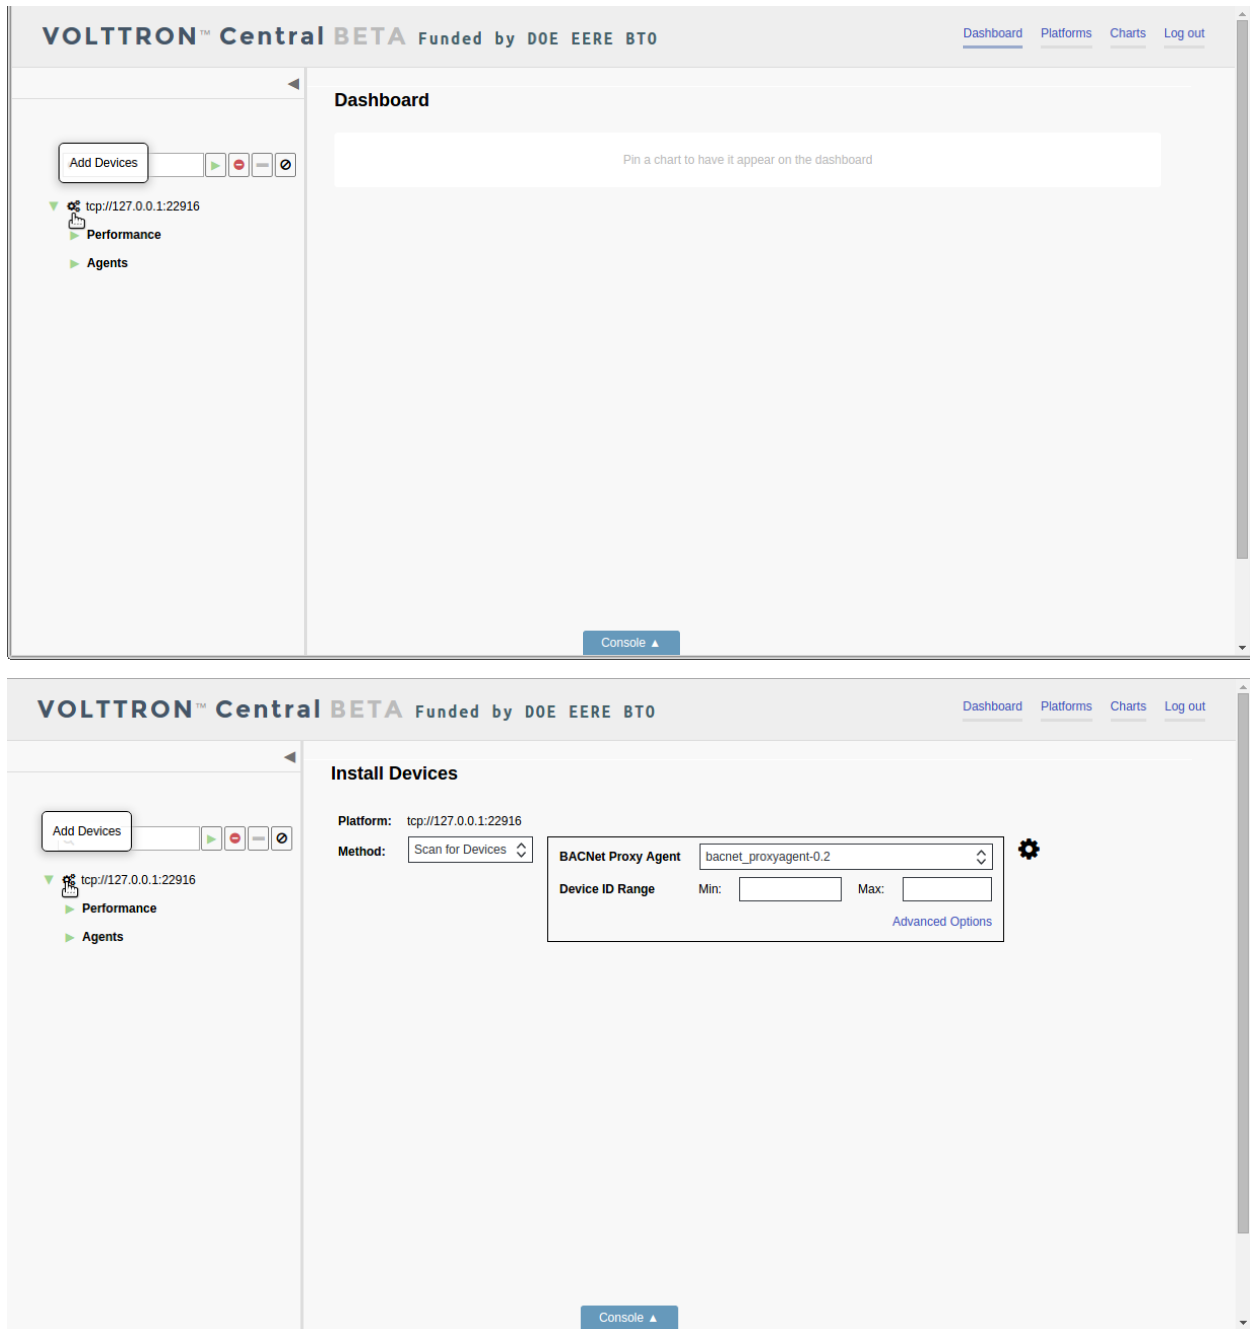 VOLTTRON™ Central BETA Funded by DOE EERE BTO
Dashboard Platforms Charts Log out
Dashboard
Pin a chart to have it appear on the dashboard
Add Devices
tcp://127.0.0.1:22916
Performance
Agents
Console ▲
VOLTTRON™ Central BETA Funded by DOE EERE BTO
Dashboard Platforms Charts Log out
Install Devices
Add Devices
tcp://127.0.0.1:22916
Performance
Agents
Platform: tcp://127.0.0.1:22916
Method: Scan for Devices
BACNet Proxy Agent bacnet_proxyagent-0.2
Device ID Range Min: Max:
Advanced Options
Console ▲